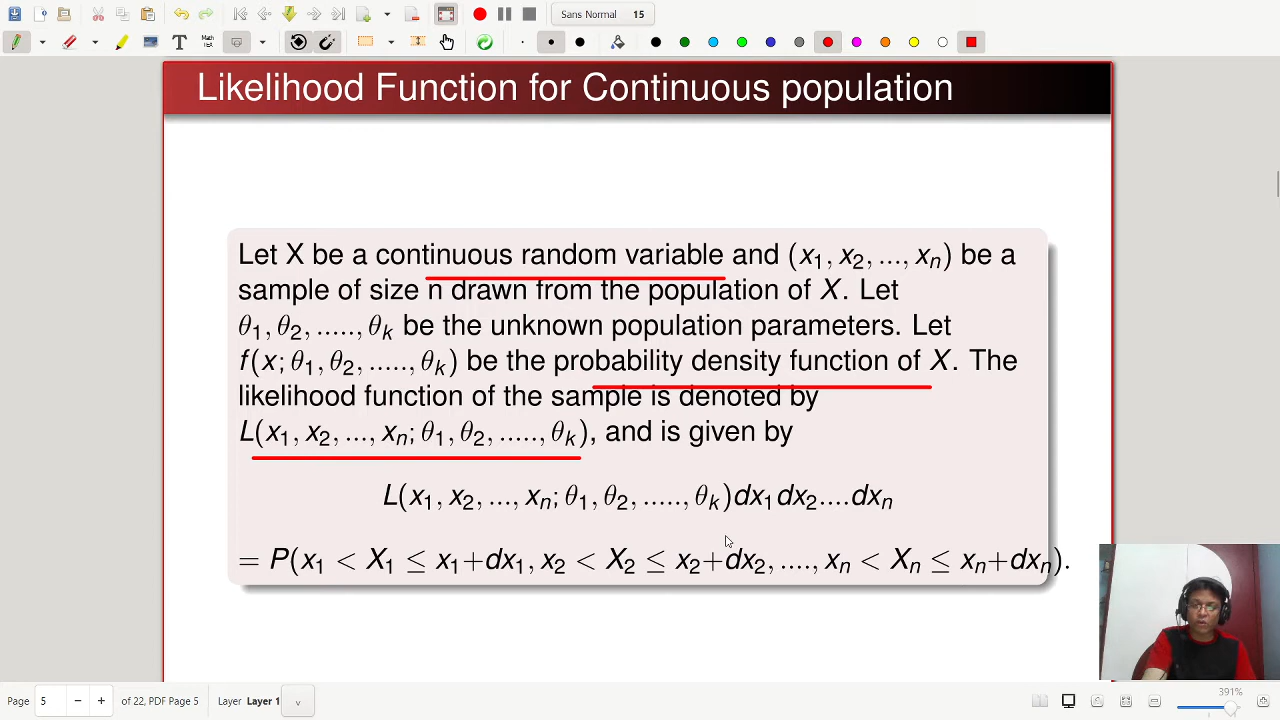 Sans Normal 15
Likelihood Function for Continuous population
Let X be a continuous random variable and (x₁, x₂, ..., xₙ) be a
sample of size n drawn from the population of X. Let
θ₁, θ₂, ....., θₖ be the unknown population parameters. Let
f(x; θ₁, θ₂, ....., θₖ) be the probability density function of X. The
likelihood function of the sample is denoted by
L(x₁, x₂, ..., xₙ; θ₁, θ₂, ....., θₖ), and is given by
L(x₁, x₂, ..., xₙ; θ₁, θ₂, ....., θₖ)dx₁dx₂....dxₙ
= P(x₁ < X₁ ≤ x₁+dx₁, x₂ < X₂ ≤ x₂+dx₂, ...., xₙ < Xₙ ≤ xₙ+dxₙ).
Page 5 of 22, PDF Page 5 Layer Layer 1 391%